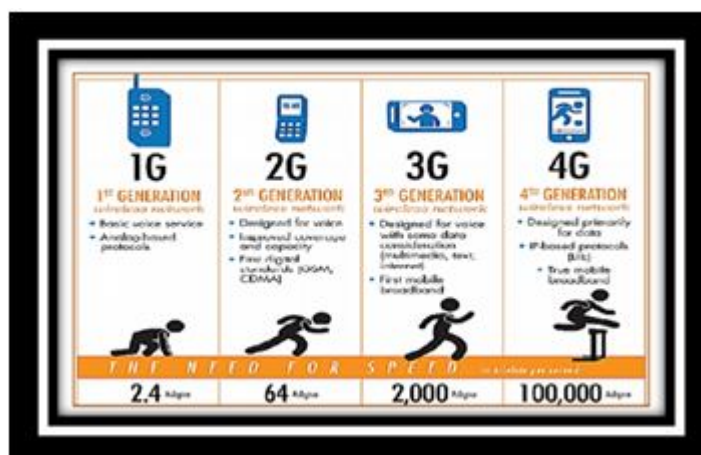 1G
1ST GENERATION
wireless network
• Basic voice service
• Analog-based
protocols
2G
2ND GENERATION
wireless network
• Designed for voice
• Improved coverage
and capacity
• First digital
standards (GSM,
CDMA)
3G
3RD GENERATION
wireless network
• Designed for voice
with some data
consideration
(multimedia, text,
internet)
• First mobile
broadband
4G
4TH GENERATION
wireless network
• Designed primarily
for data
• IP-based protocols
(LTE)
• True mobile
broadband
THE NEED FOR SPEED in kilobits per second
2.4 Kbps
64 Kbps
2,000 Kbps
100,000 Kbps